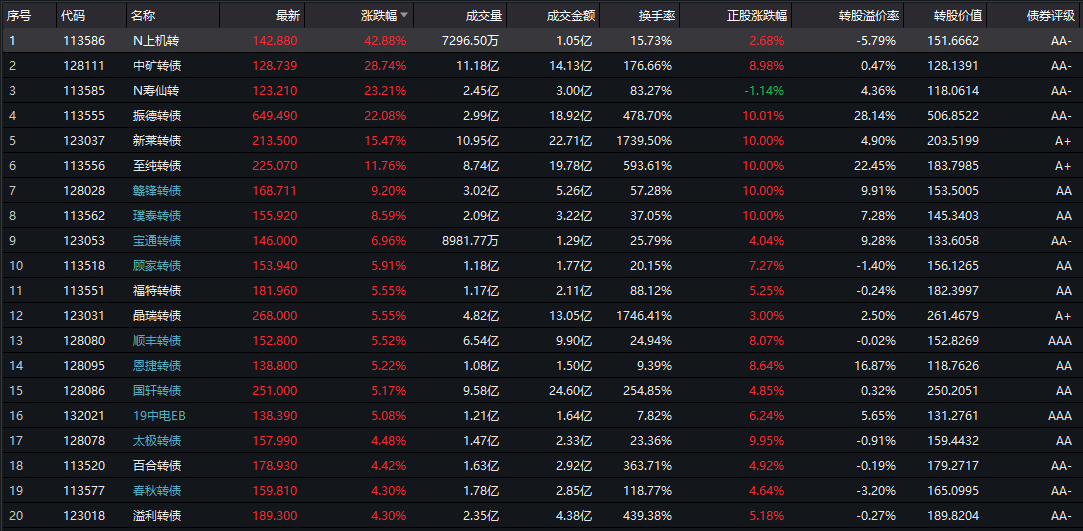 序号 代码 名称 最新 涨跌幅 成交量 成交金额 换手率 正股涨跌幅 转股溢价率 转股价值 债券评级
1 113586 N上机转 142.880 42.88% 7296.50万 1.05亿 15.73% 2.68% -5.79% 151.6662 AA-
2 128111 中矿转债 128.739 28.74% 11.18亿 14.13亿 176.66% 8.98% 0.47% 128.1391 AA-
3 113585 N寿仙转 123.210 23.21% 2.45亿 3.00亿 83.27% -1.14% 4.36% 118.0614 AA-
4 113555 振德转债 649.490 22.08% 2.99亿 18.92亿 478.70% 10.01% 28.14% 506.8522 AA-
5 123037 新莱转债 213.500 15.47% 10.95亿 22.71亿 1739.50% 10.00% 4.90% 203.5199 A+
6 113556 至纯转债 225.070 11.76% 8.74亿 19.78亿 593.61% 10.00% 22.45% 183.7985 A+
7 128028 赣锋转债 168.711 9.20% 3.02亿 5.26亿 57.28% 10.00% 9.91% 153.5005 AA
8 113562 璞泰转债 155.920 8.59% 2.09亿 3.22亿 37.05% 10.00% 7.28% 145.3403 AA
9 123053 宝通转债 146.000 6.96% 8981.77万 1.29亿 25.79% 4.04% 9.28% 133.6058 AA-
10 113518 顾家转债 153.940 5.91% 1.18亿 1.77亿 20.15% 7.27% -1.40% 156.1265 AA
11 113551 福特转债 181.960 5.55% 1.17亿 2.11亿 88.12% 5.25% -0.24% 182.3997 AA
12 123031 晶瑞转债 268.000 5.55% 4.82亿 13.05亿 1746.41% 3.00% 2.50% 261.4679 A+
13 128080 顺丰转债 152.800 5.52% 6.54亿 9.90亿 24.94% 8.07% -0.02% 152.8269 AAA
14 128095 恩捷转债 138.800 5.22% 1.08亿 1.50亿 9.39% 8.64% 16.87% 118.7626 AA
15 128086 国轩转债 251.000 5.17% 9.58亿 24.60亿 254.85% 4.85% 0.32% 250.2051 AA
16 132021 19中电EB 138.390 5.08% 1.21亿 1.64亿 7.82% 6.24% 5.65% 131.2761 AAA
17 128078 太极转债 157.990 4.48% 1.47亿 2.33亿 23.36% 9.95% -0.91% 159.4432 AA
18 113520 百合转债 178.930 4.42% 1.63亿 2.92亿 363.71% 4.92% -0.19% 179.2717 AA-
19 113577 春秋转债 159.810 4.30% 1.78亿 2.85亿 118.77% 4.64% -3.20% 165.0995 AA-
20 123018 溢利转债 189.300 4.30% 2.35亿 4.38亿 439.38% 5.18% -0.27% 189.8204 AA-